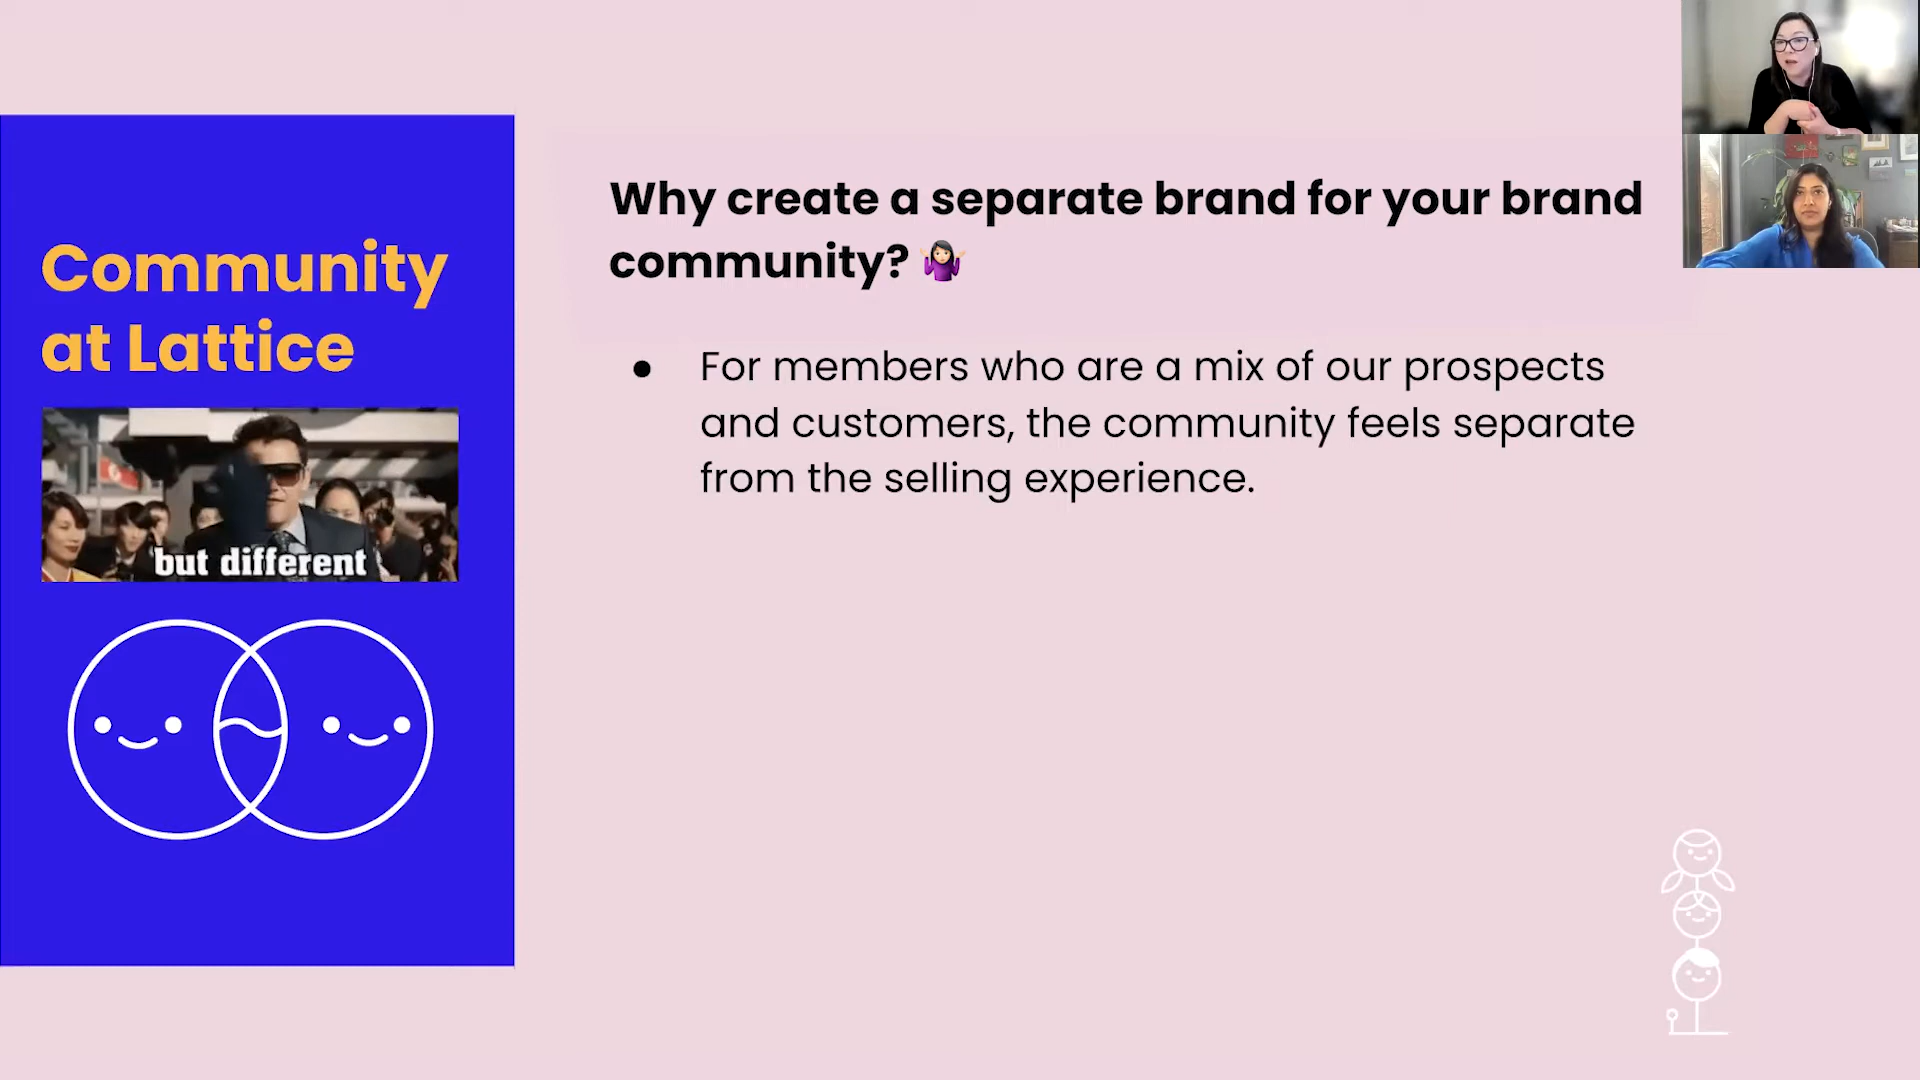 Community
at Lattice
but different
Why create a separate brand for your brand
community? 🤷🏻‍♀️
● For members who are a mix of our prospects
and customers, the community feels separate
from the selling experience.